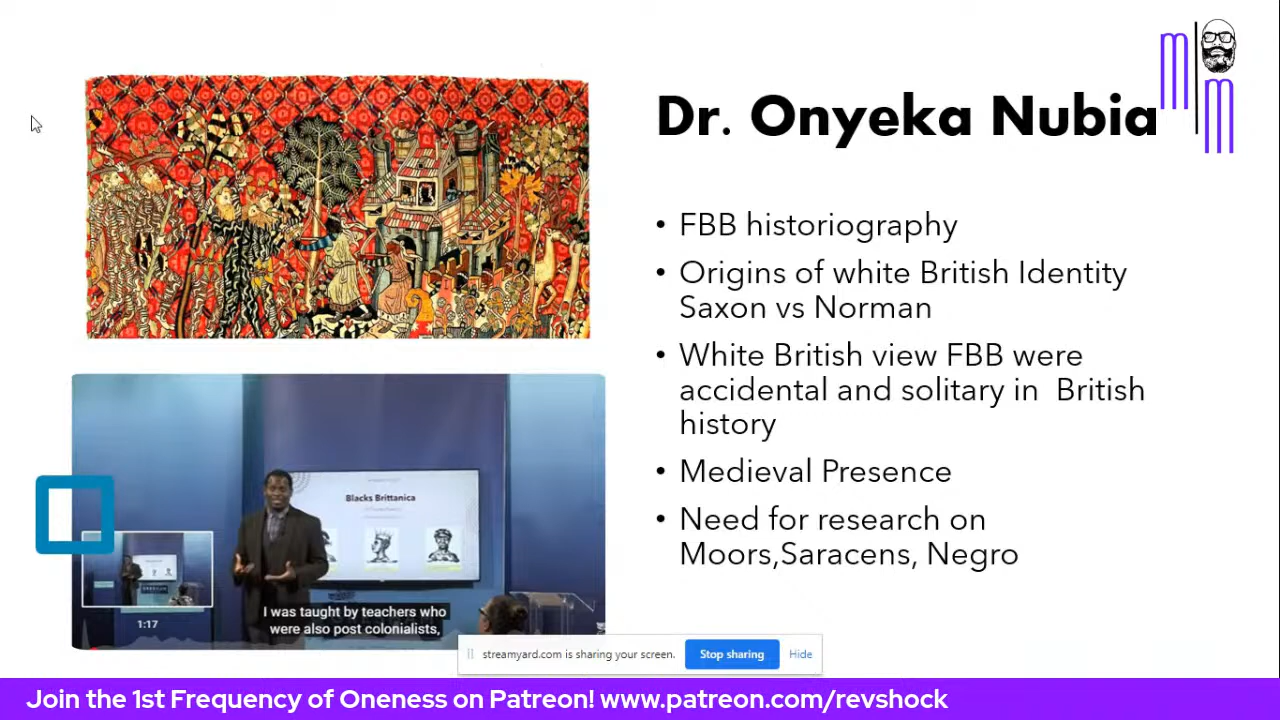 Dr. Onyeka Nubia
• FBB historiography
• Origins of white British Identity
Saxon vs Norman
• White British view FBB were
accidental and solitary in British
history
• Medieval Presence
• Need for research on
Moors,Saracens, Negro
Blacks Brittanica
I was taught by teachers who
were also post colonialists,
1:17
streamyard.com is sharing your screen.
Stop sharing
Hide
Join the 1st Frequency of Oneness on Patreon! www.patreon.com/revshock